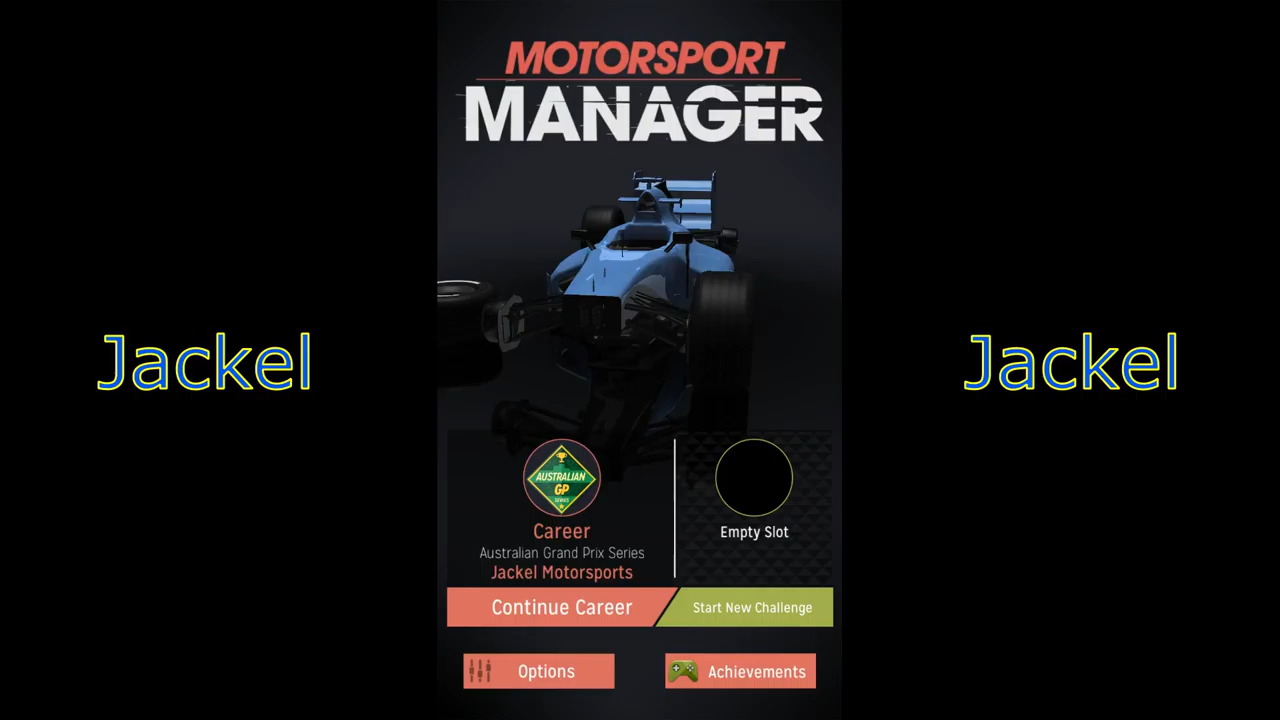 MOTORSPORT
MANAGER
Jackel
Jackel
AUSTRALIAN
GP
SERIES
Career
Australian Grand Prix Series
Jackel Motorsports
Empty Slot
Continue Career
Start New Challenge
Options
Achievements